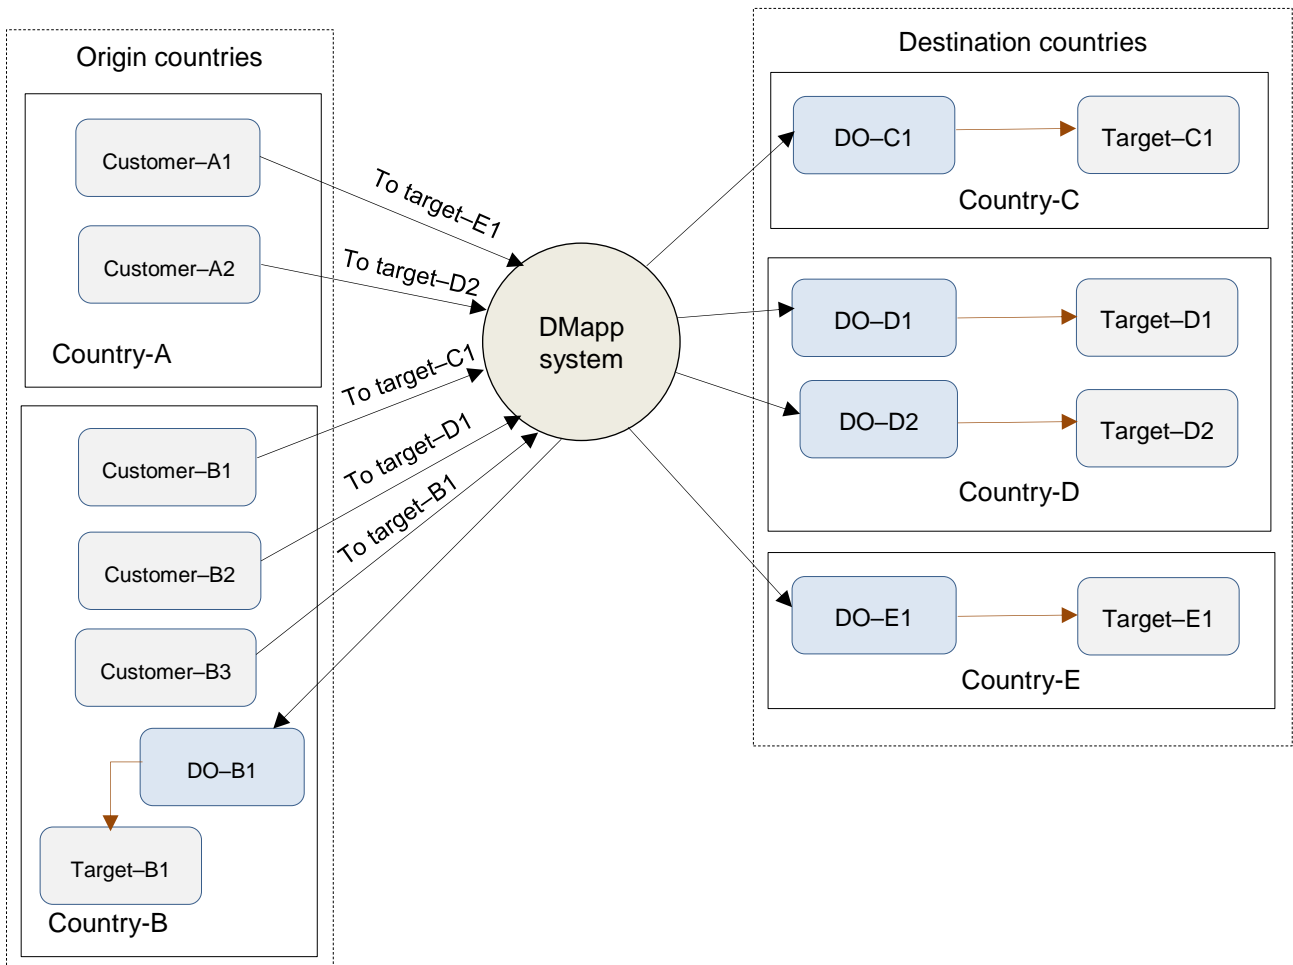 Origin countries
Customer–A1
Customer–A2
Country-A
Customer–B1
Customer–B2
Customer–B3
DO–B1
Target–B1
Country-B
To target–E1
To target–D2
To target–C1
To target–D1
To target–B1
DMapp
system
Destination countries
DO–C1
Target–C1
Country-C
DO–D1
Target–D1
DO–D2
Target–D2
Country-D
DO–E1
Target–E1
Country-E